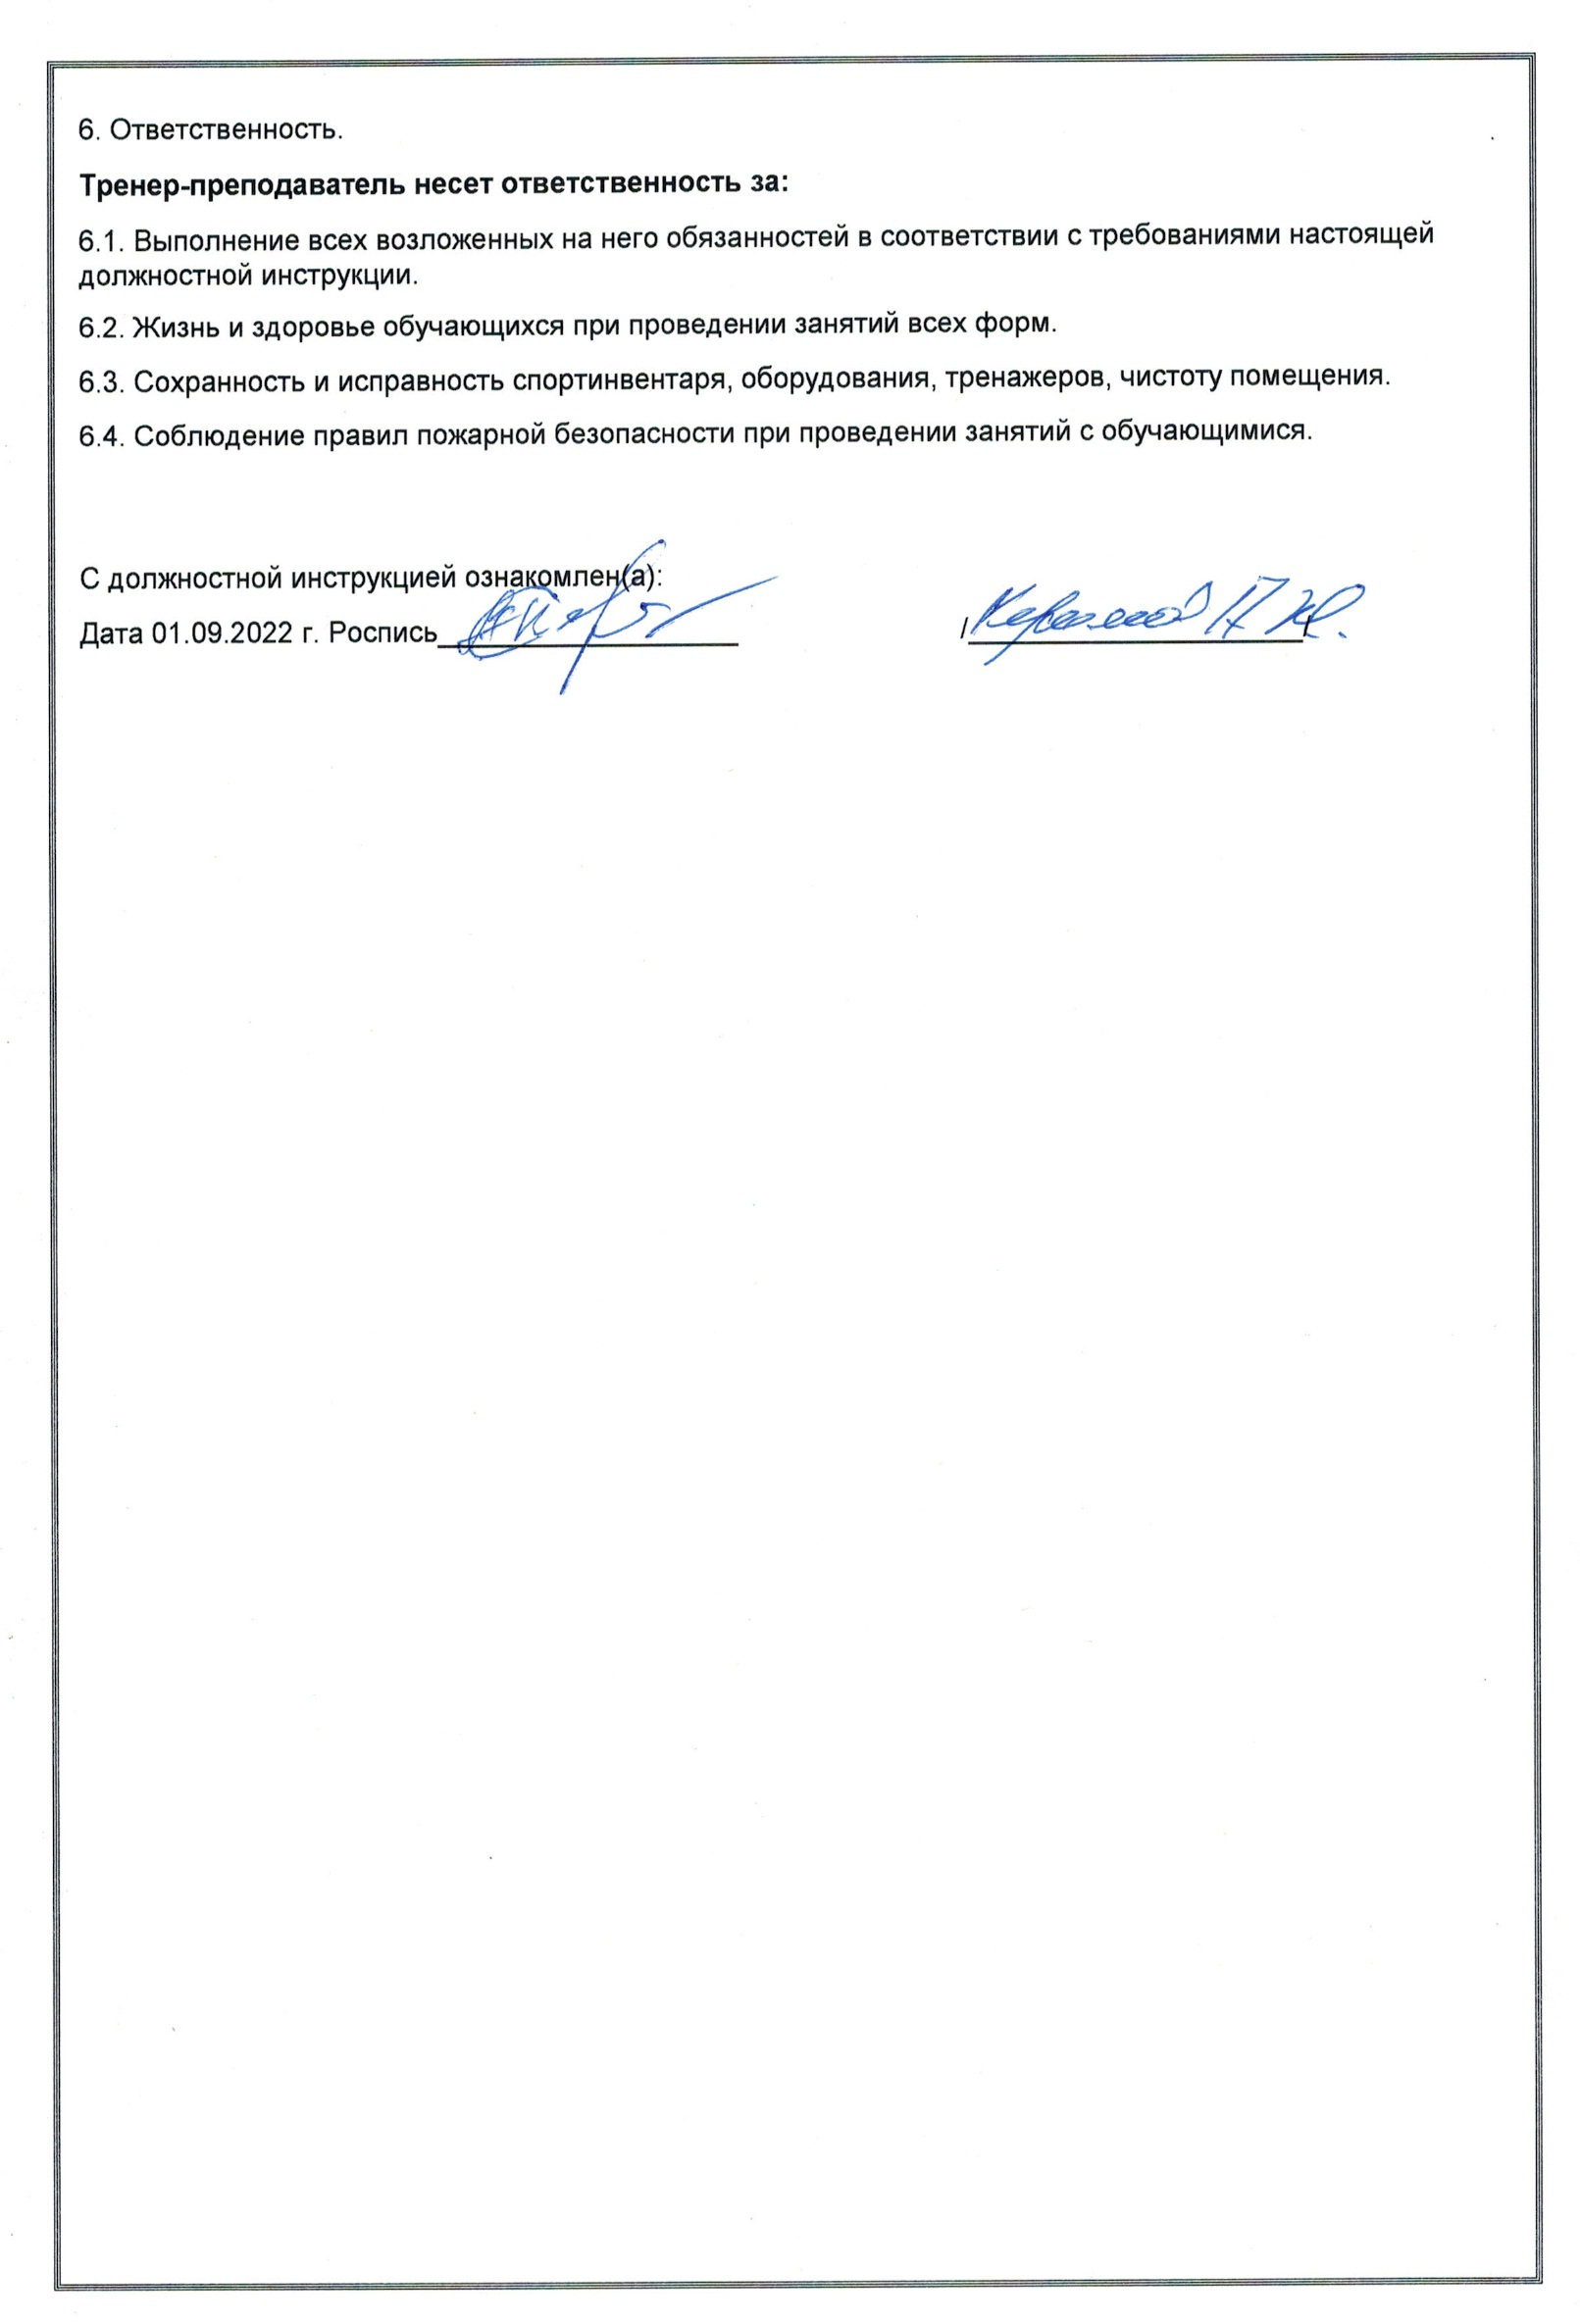 6. Ответственность.
Тренер-преподаватель несет ответственность за:
6.1. Выполнение всех возложенных на него обязанностей в соответствии с требованиями настоящей
должностной инструкции.
6.2. Жизнь и здоровье обучающихся при проведении занятий всех форм.
6.3. Сохранность и исправность спортинвентаря, оборудования, тренажеров, чистоту помещения.
6.4. Соблюдение правил пожарной безопасности при проведении занятий с обучающимися.
С должностной инструкцией ознакомлен(а):
Дата 01.09.2022 г. Роспись / /